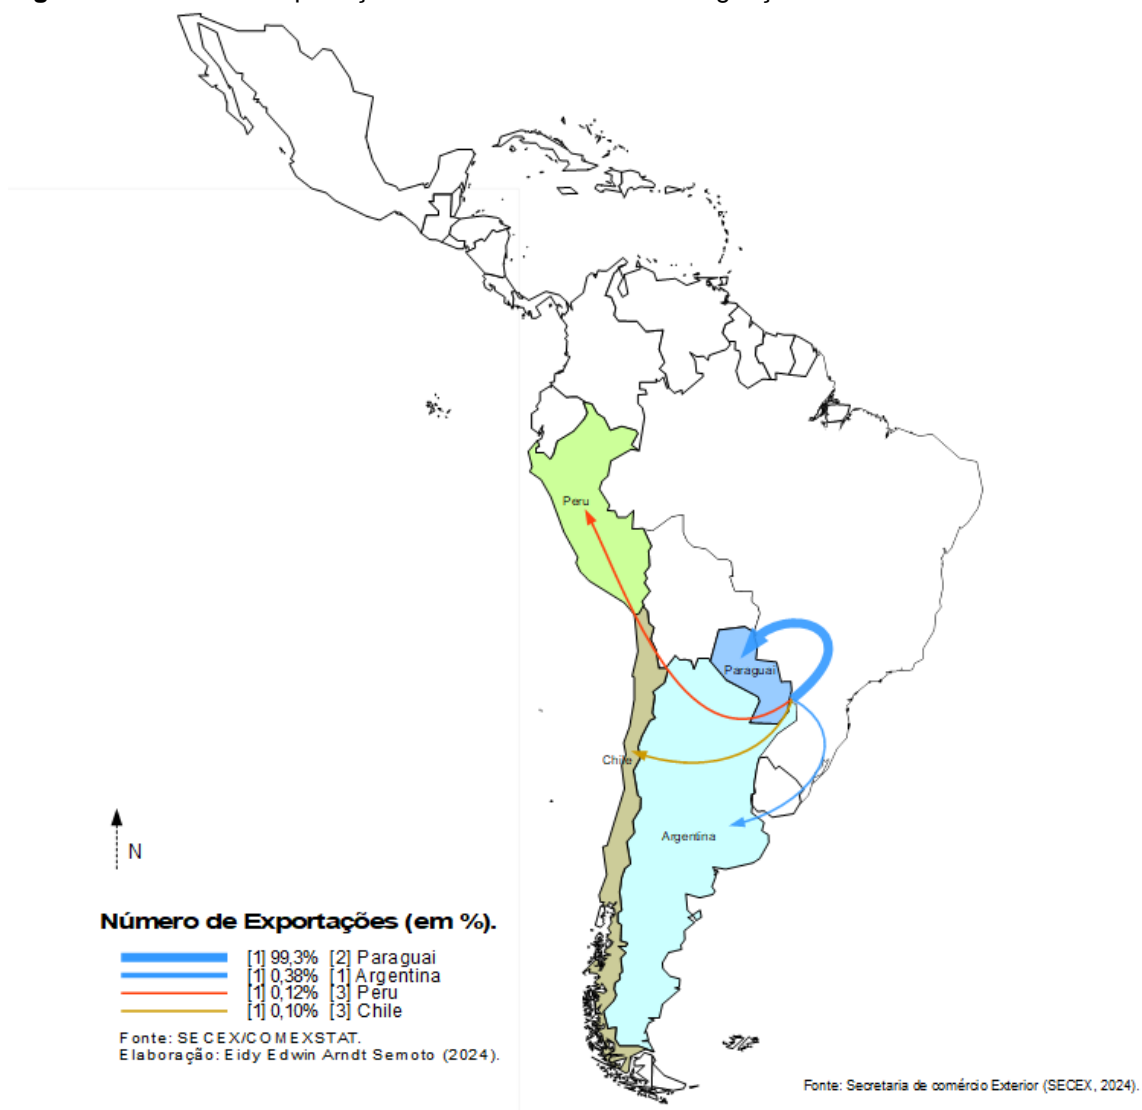 Peru
Paraguai
Chile
Argentina
N
Número de Exportações (em %).
[1] 99,3% [2] Paraguai
[1] 0,38% [1] Argentina
[1] 0,12% [3] Peru
[1] 0,10% [3] Chile
Fonte: SECEX/COMEXSTAT.
Elaboração: Eidy Edwin Arndt Semoto (2024).
Fonte: Secretaria de comércio Exterior (SECEX, 2024).